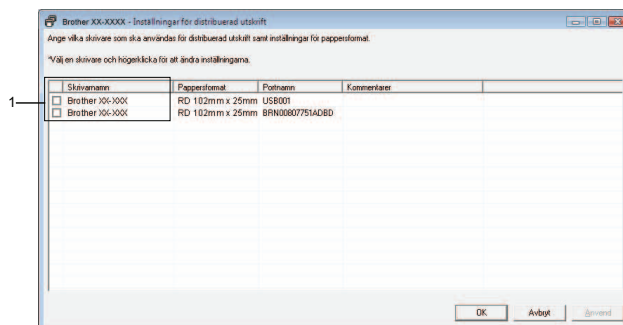 Brother XX-XXXX - Inställningar för distribuerad utskrift
Ange vilka skrivare som ska användas för distribuerad utskrift samt inställningar för pappersformat.
*Välj en skrivare och högerklicka för att ändra inställningarna.
Skrivarnamn Pappersformat Portnamn Kommentarer
1
Brother XX-XXX RD 102mm x 25mm USB001
Brother XX-XXX RD 102mm x 25mm BRN00807751ADBD
OK Avbryt Använd